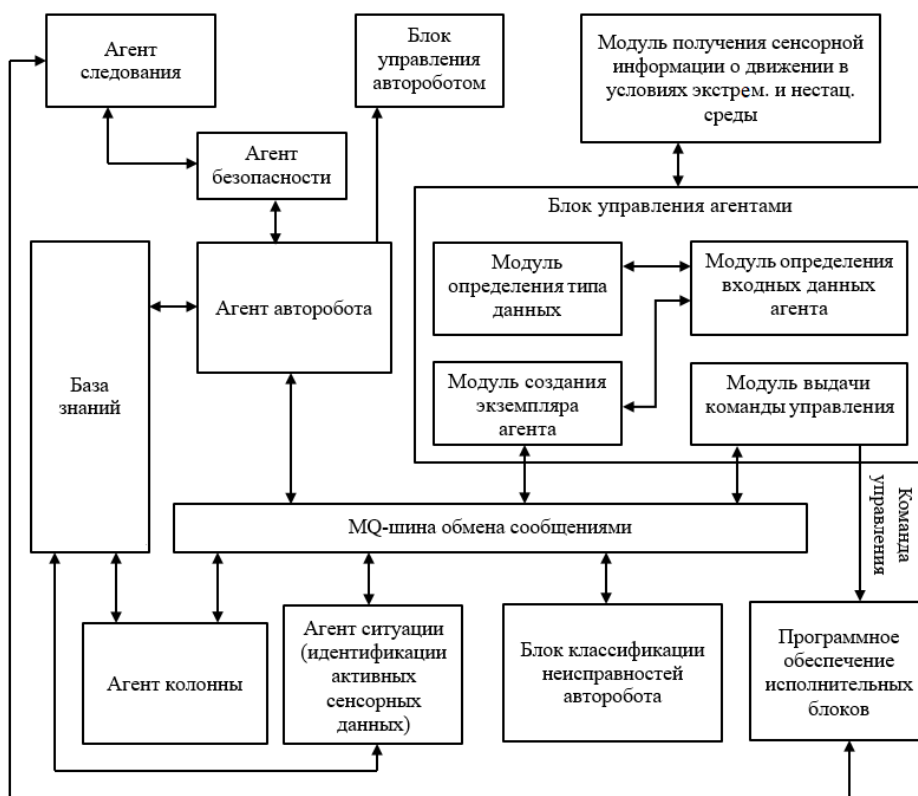 Агент
следования
Блок
управления
автороботом
Модуль получения сенсорной
информации о движении в
условиях экстрем. и нестац.
среды
Агент
безопасности
Блок управления агентами
База
знаний
Агент авторобота
Модуль
определения типа
данных
Модуль определения
входных данных
агента
Модуль создания
экземпляра
агента
Модуль выдачи
команды управления
Команда
управления
MQ-шина обмена сообщениями
Агент колонны
Агент ситуации
(идентификации
активных
сенсорных
данных)
Блок классификации
неисправностей
авторобота
Программное
обеспечение
исполнительных
блоков